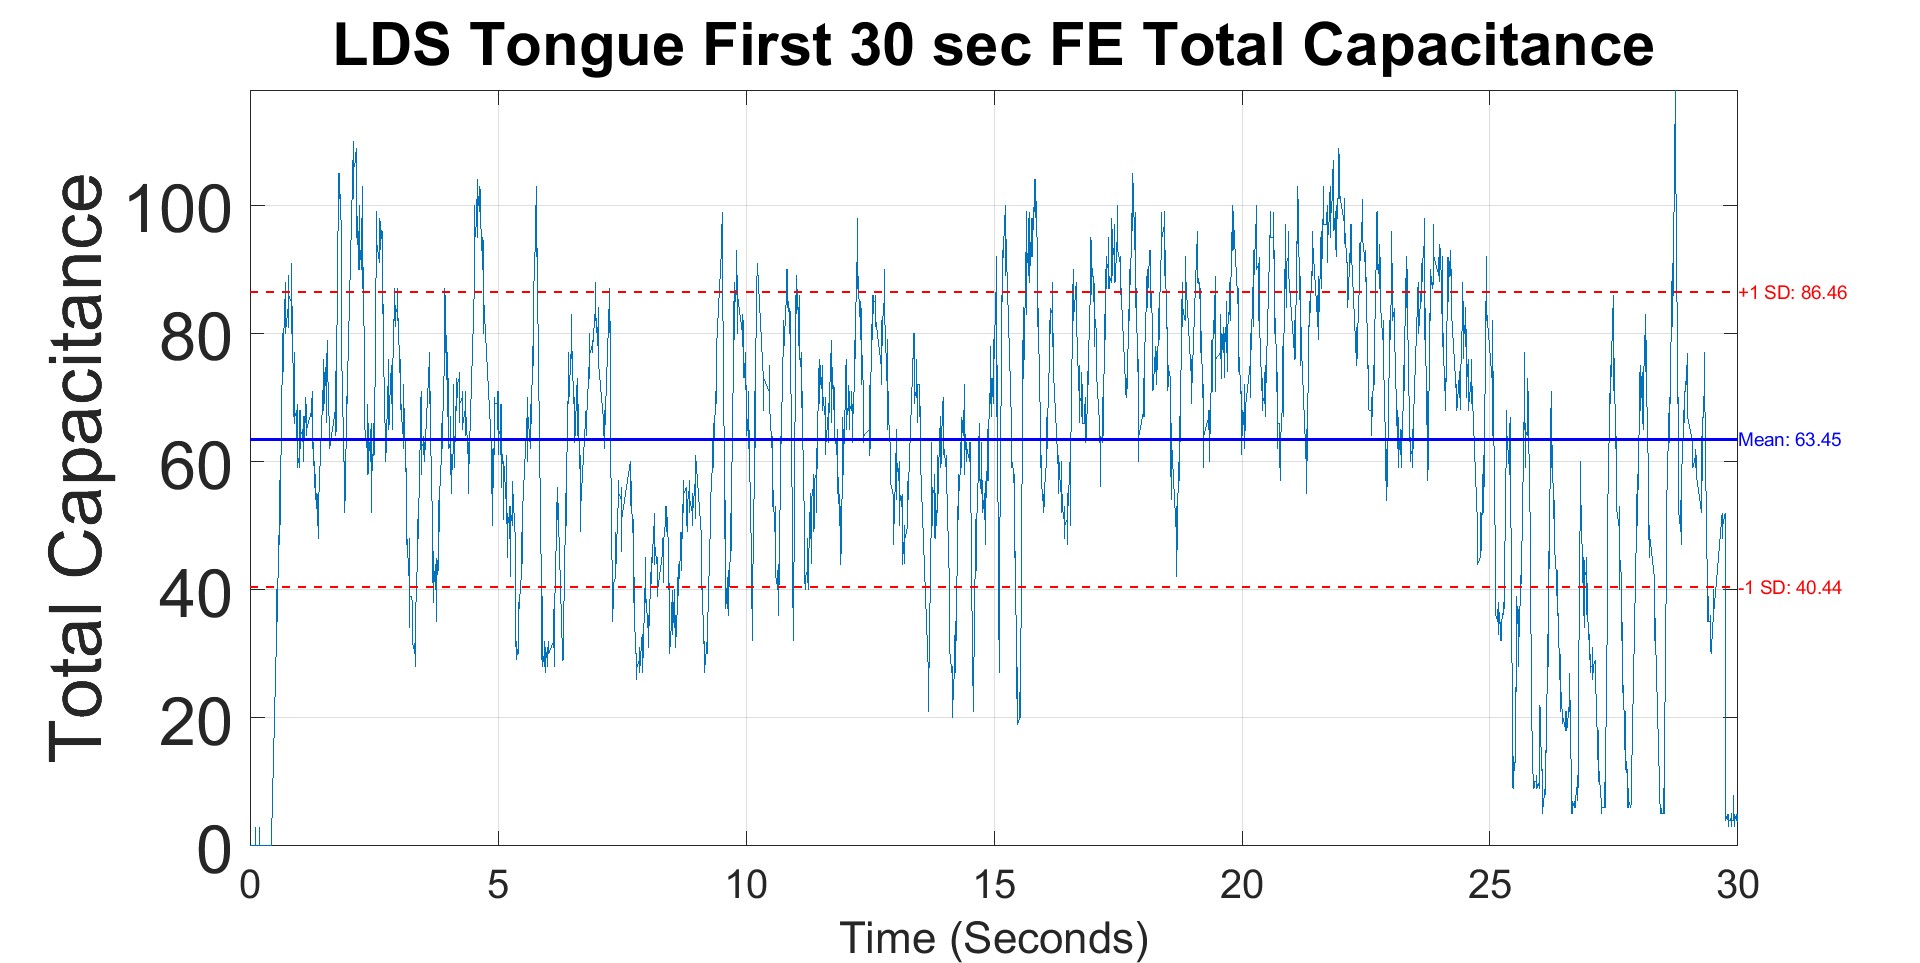 LDS Tongue First 30 sec FE Total Capacitance
Total Capacitance
100
80
60
40
20
0
+1 SD: 86.46
Mean: 63.45
-1 SD: 40.44
0 5 10 15 20 25 30
Time (Seconds)